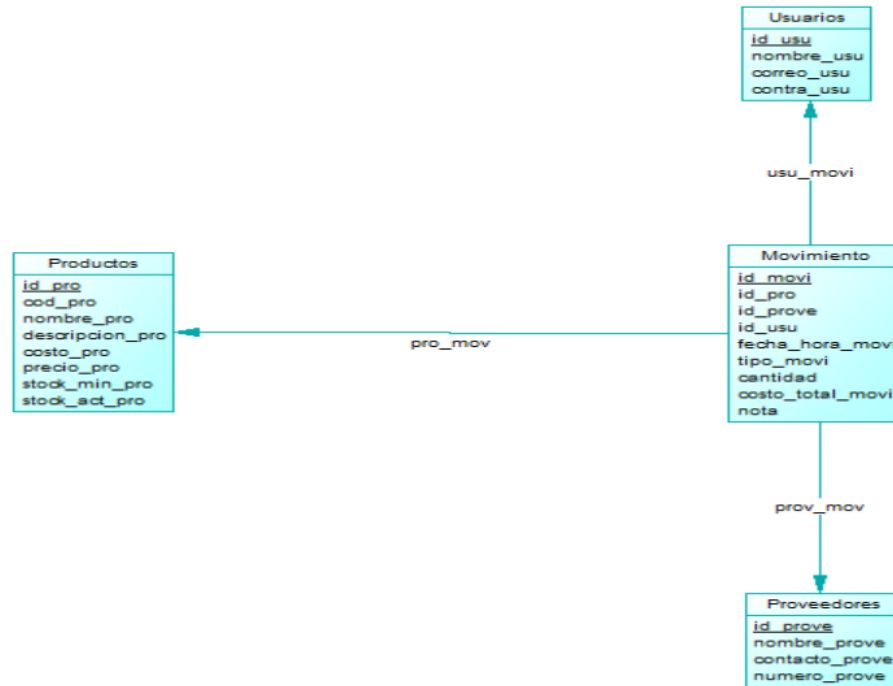 Usuarios
id_usu
nombre_usu
correo_usu
contra_usu
usu_movi
Productos
id_pro
cod_pro
nombre_pro
descripcion_pro
costo_pro
precio_pro
stock_min_pro
stock_act_pro
pro_mov
Movimiento
id_movi
id_pro
id_prove
id_usu
fecha_hora_movi
tipo_movi
cantidad
costo_total_movi
nota
prov_mov
Proveedores
id_prove
nombre_prove
contacto_prove
numero_prove